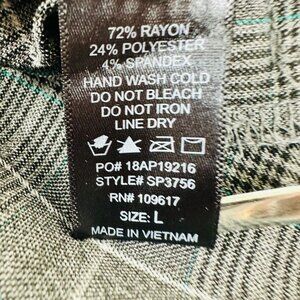 72% RAYON
24% POLYESTER
4% SPANDEX
HAND WASH COLD
DO NOT BLEACH
DO NOT IRON
LINE DRY
PO# 18AP19216
STYLE# SP3756
RN# 109617
SIZE: L
MADE IN VIETNAM